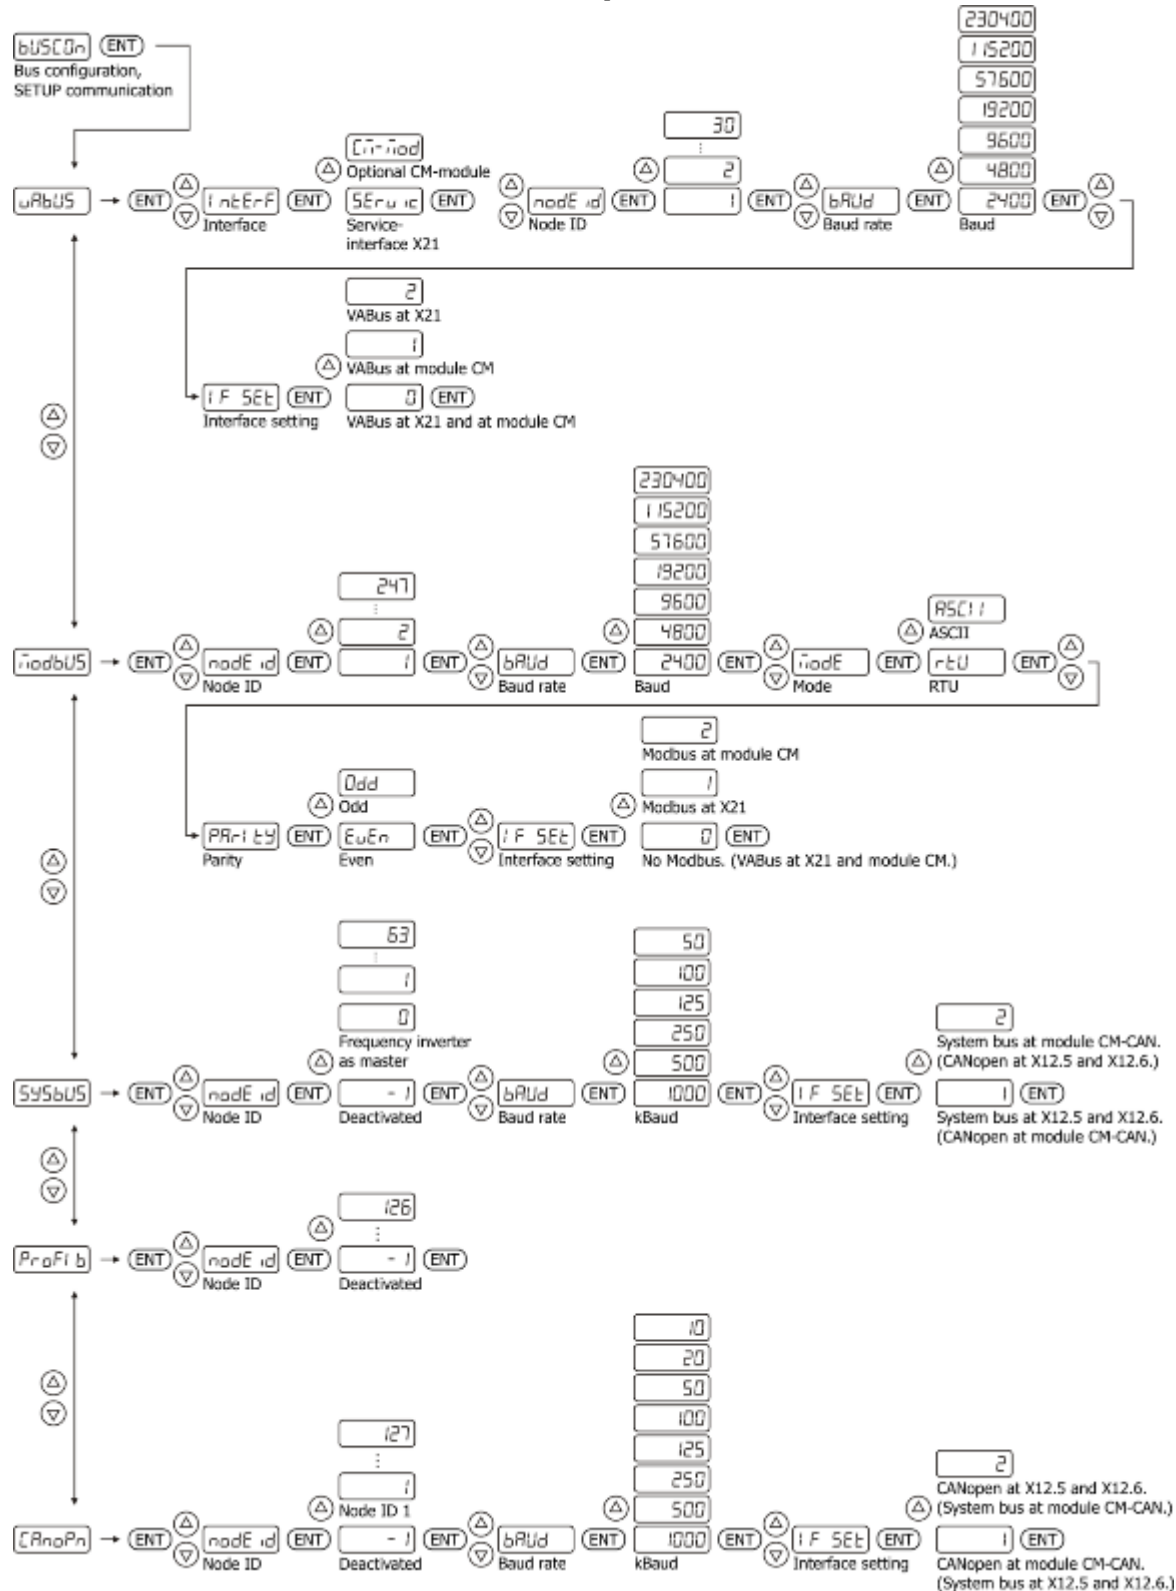 bUSCOn ENT
Bus configuration,
SETUP communication
230400
115200
57600
19200
9600
4800
2400
Baud
vAbUS ENT
IntErF ENT
Interface
Cm-mod
Optional CM-module
SErvic ENT
Service-
interface X21
nodE id ENT
Node ID
30
⋮
2
1 ENT
bAUd ENT
Baud rate
ENT
IF SEt ENT
Interface setting
2
VABus at X21
1
VABus at module CM
0 ENT
VABus at X21 and at module CM
modbUS ENT
nodE id ENT
Node ID
247
⋮
2
1 ENT
bAUd ENT
Baud rate
230400
115200
57600
19200
9600
4800
2400 ENT
Baud
modE ENT
Mode
ASCII
ASCII
rtU ENT
RTU
PAritY ENT
Parity
Odd
Odd
EvEn ENT
Even
IF SEt ENT
Interface setting
2
Modbus at module CM
1
Modbus at X21
0 ENT
No Modbus. (VABus at X21 and module CM.)
SYSbUS ENT
nodE id ENT
Node ID
63
⋮
1
0
Frequency inverter
as master
-1 ENT
Deactivated
bAUd ENT
Baud rate
50
100
125
250
500
1000 ENT
kBaud
IF SEt ENT
Interface setting
2
System bus at module CM-CAN.
(CANopen at X12.5 and X12.6.)
1 ENT
System bus at X12.5 and X12.6.
(CANopen at module CM-CAN.)
ProFib ENT
nodE id ENT
Node ID
126
⋮
-1 ENT
Deactivated
CAnoPn ENT
nodE id ENT
Node ID
127
⋮
1
Node ID 1
-1 ENT
Deactivated
bAUd ENT
Baud rate
10
20
50
100
125
250
500
1000 ENT
kBaud
IF SEt ENT
Interface setting
2
CANopen at X12.5 and X12.6.
(System bus at module CM-CAN.)
1 ENT
CANopen at module CM-CAN.
(System bus at X12.5 and X12.6.)